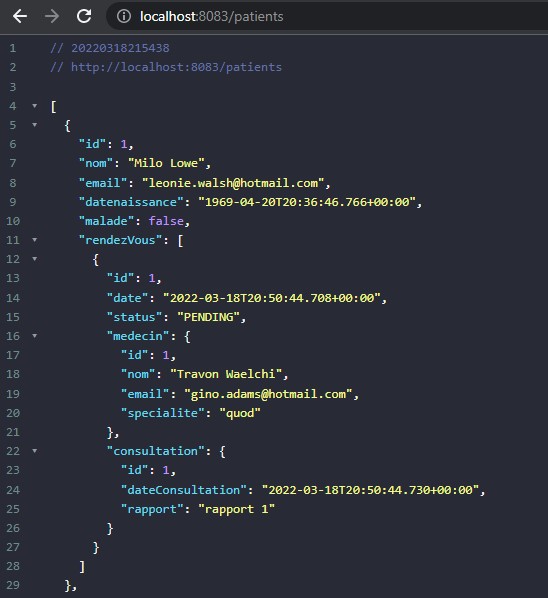 localhost:8083/patients
1 // 20220318215438
2 // http://localhost:8083/patients
3
4 [
5 {
6 "id": 1,
7 "nom": "Milo Lowe",
8 "email": "leonie.walsh@hotmail.com",
9 "datenaissance": "1969-04-20T20:36:46.766+00:00",
10 "malade": false,
11 "rendezVous": [
12 {
13 "id": 1,
14 "date": "2022-03-18T20:50:44.708+00:00",
15 "status": "PENDING",
16 "medecin": {
17 "id": 1,
18 "nom": "Travon Waelchi",
19 "email": "gino.adams@hotmail.com",
20 "specialite": "quod"
21 },
22 "consultation": {
23 "id": 1,
24 "dateConsultation": "2022-03-18T20:50:44.730+00:00",
25 "rapport": "rapport 1"
26 }
27 }
28 ]
29 },